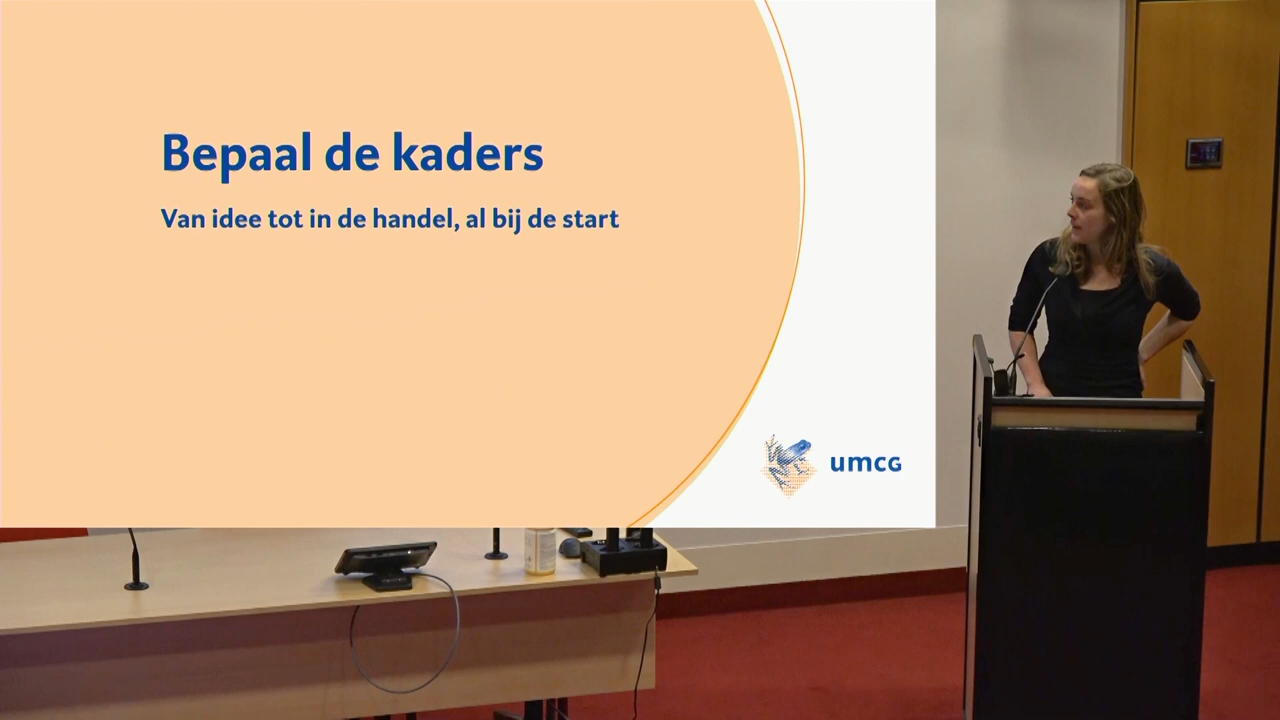 Bepaal de kaders
Van idee tot in de handel, al bij de start
umcg